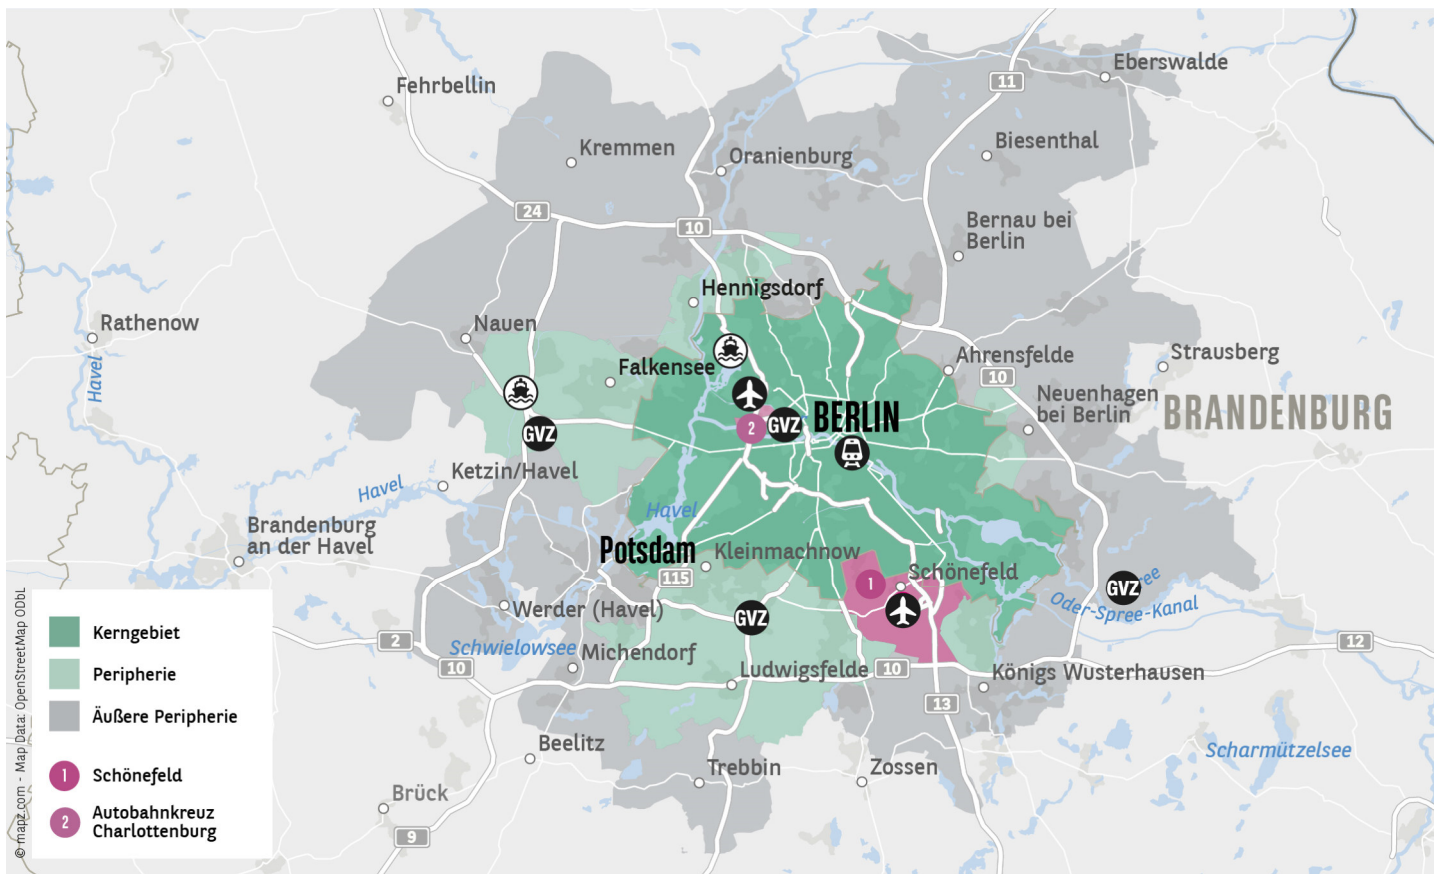 Eberswalde
11
Fehrbellin
Biesenthal
Kremmen
Oranienburg
24
10
Bernau bei
Berlin
Hennigsdorf
Rathenow
Nauen
Havel
Falkensee
Ahrensfelde
Strausberg
10
Neuenhagen
bei Berlin
BRANDENBURG
BERLIN
2
GVZ
GVZ
Ketzin/Havel
Havel
Havel
Brandenburg
an der Havel
Potsdam
Kleinmachnow
115
1
Schönefeld
GVZ
ree
Oder-Spree-Kanal
GVZ
Werder (Havel)
2
Schwielowsee
10
Michendorf
Ludwigsfelde
10
12
Königs Wusterhausen
13
Beelitz
Trebbin
Zossen
Scharmützelsee
Brück
9
Kerngebiet
Peripherie
Äußere Peripherie
1 Schönefeld
2 Autobahnkreuz
Charlottenburg
© mapz.com - Map Data: OpenStreetMap ODbL